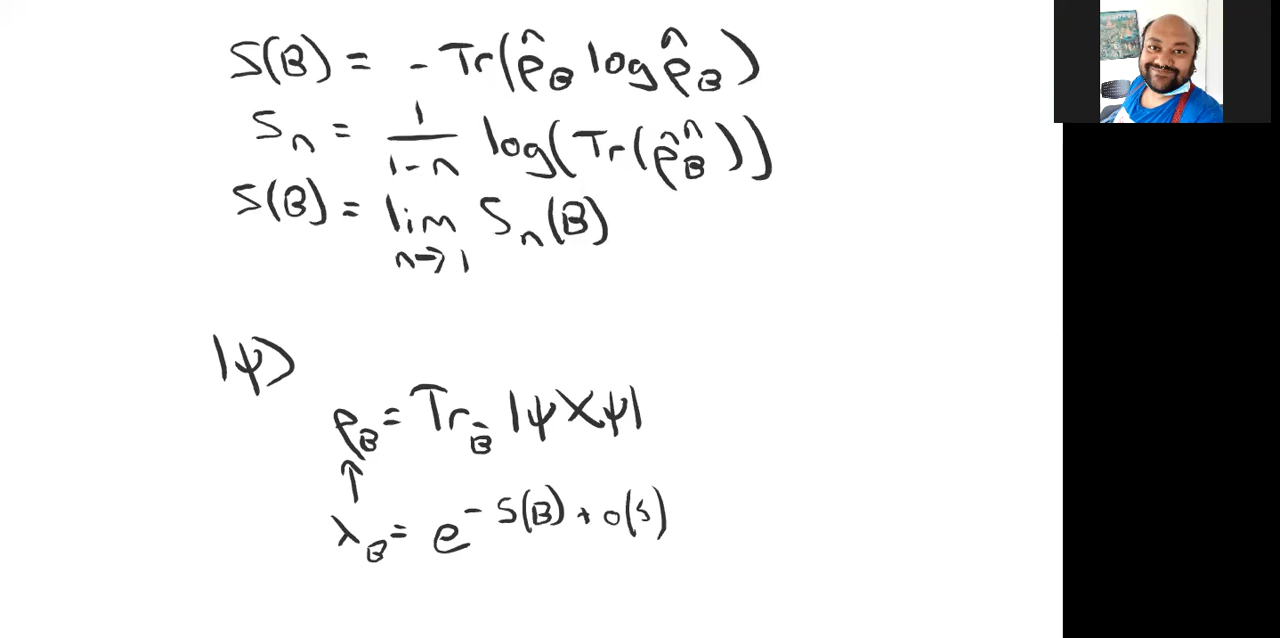 S(B) = - Tr(ρ̂_B log ρ̂_B)
S_n = 1/(1-n) log(Tr(ρ̂_B^n))
S(B) = lim_{n→1} S_n(B)
|ψ⟩
ρ_B = Tr_B̄ |ψ⟩⟨ψ|
↑
λ_B = e^{-S(B) + o(S)}